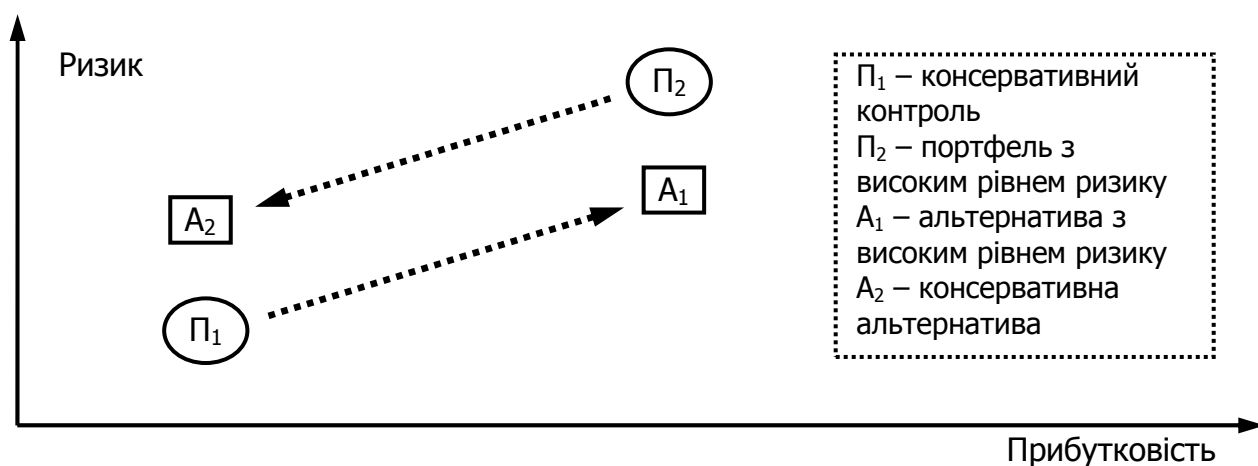 Ризик
П₂
А₁
А₂
П₁
П₁ – консервативний
контроль
П₂ – портфель з
високим рівнем ризику
А₁ – альтернатива з
високим рівнем ризику
А₂ – консервативна
альтернатива
Прибутковість